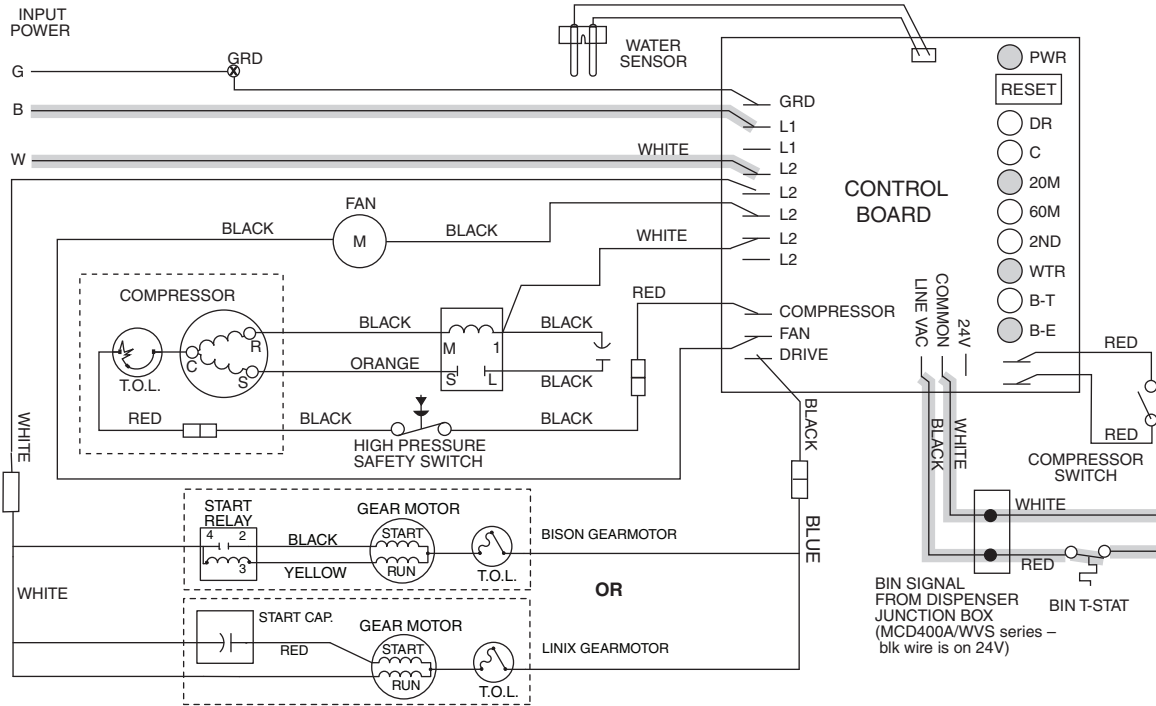 INPUT
POWER
G
GRD
B
W
WHITE
WATER
SENSOR
GRD
L1
L1
L2
L2
L2
L2
L2
COMPRESSOR
FAN
DRIVE
CONTROL
BOARD
PWR
RESET
DR
C
20M
60M
2ND
WTR
B-T
B-E
LINE VAC
COMMON
24V
FAN
M
BLACK
BLACK
WHITE
COMPRESSOR
T.O.L.
C
R
S
BLACK
ORANGE
M
1
S
L
BLACK
BLACK
RED
RED
BLACK
BLACK
HIGH PRESSURE
SAFETY SWITCH
WHITE
WHITE
START
RELAY
4
2
3
BLACK
YELLOW
GEAR MOTOR
START
RUN
T.O.L.
BISON GEARMOTOR
OR
START CAP.
RED
GEAR MOTOR
START
RUN
T.O.L.
LINIX GEARMOTOR
BLACK
BLUE
BLACK
WHITE
RED
RED
COMPRESSOR
SWITCH
WHITE
RED
BIN T-STAT
BIN SIGNAL
FROM DISPENSER
JUNCTION BOX
(MCD400A/WVS series –
blk wire is on 24V)